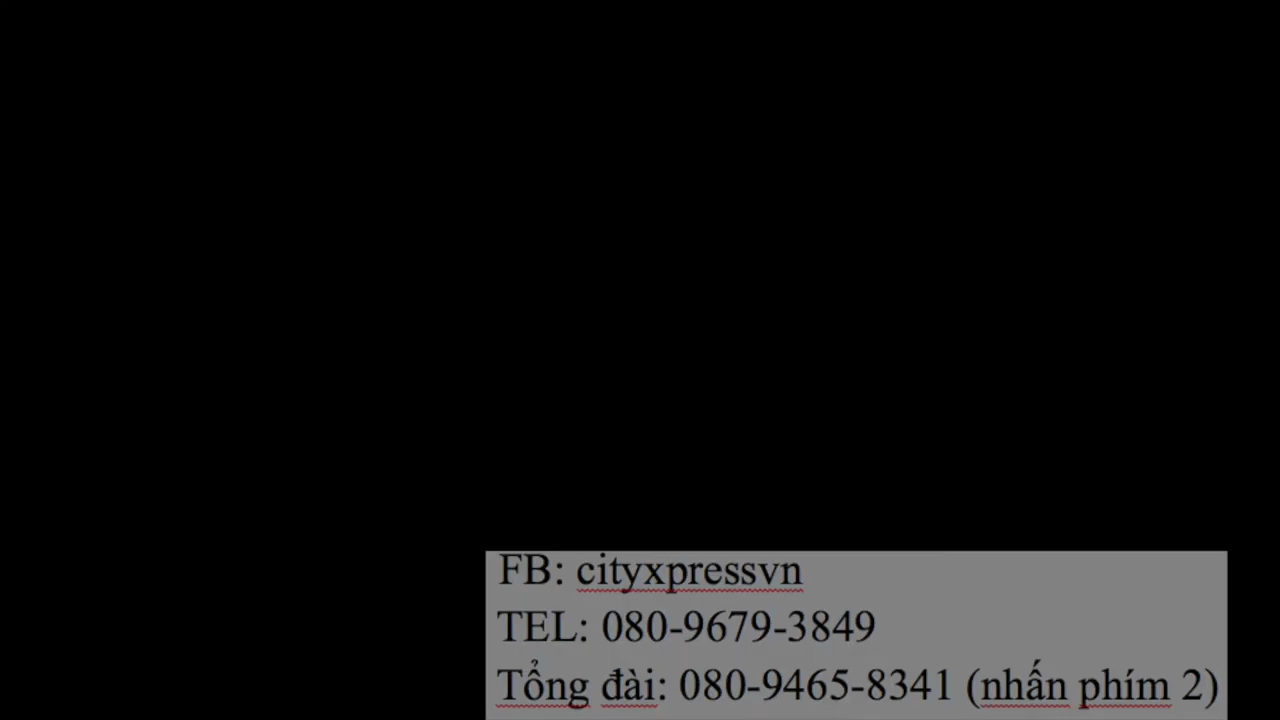 FB: cityxpressvn
TEL: 080-9679-3849
Tổng đài: 080-9465-8341 (nhấn phím 2)